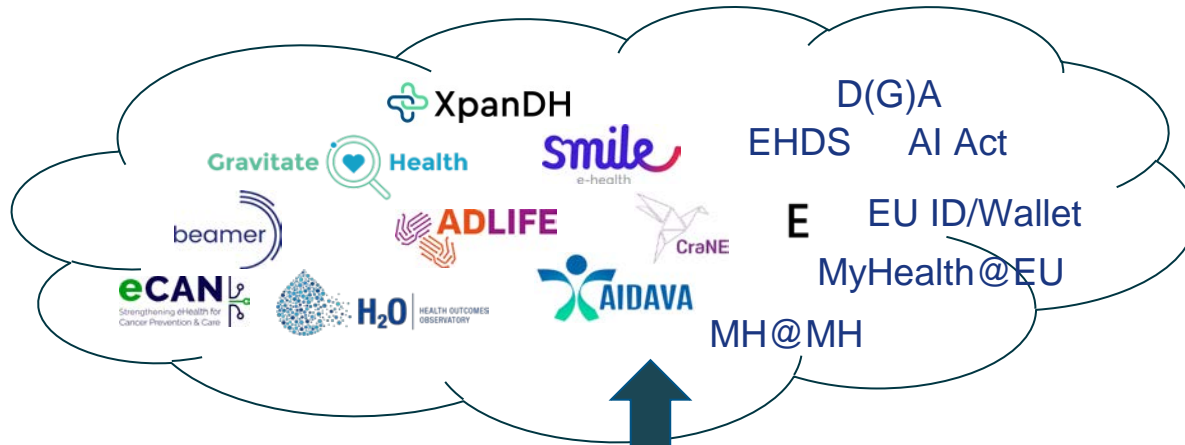 XpanDH
D(G)A
smile
e-health
EHDS
AI Act
Gravitate
Health
beamer
ADLIFE
CraNE
E
EU ID/Wallet
MyHealth@EU
eCAN
Strengthening eHealth for
Cancer Prevention & Care
H2O
HEALTH OUTCOMES
OBSERVATORY
AIDAVA
MH@MH